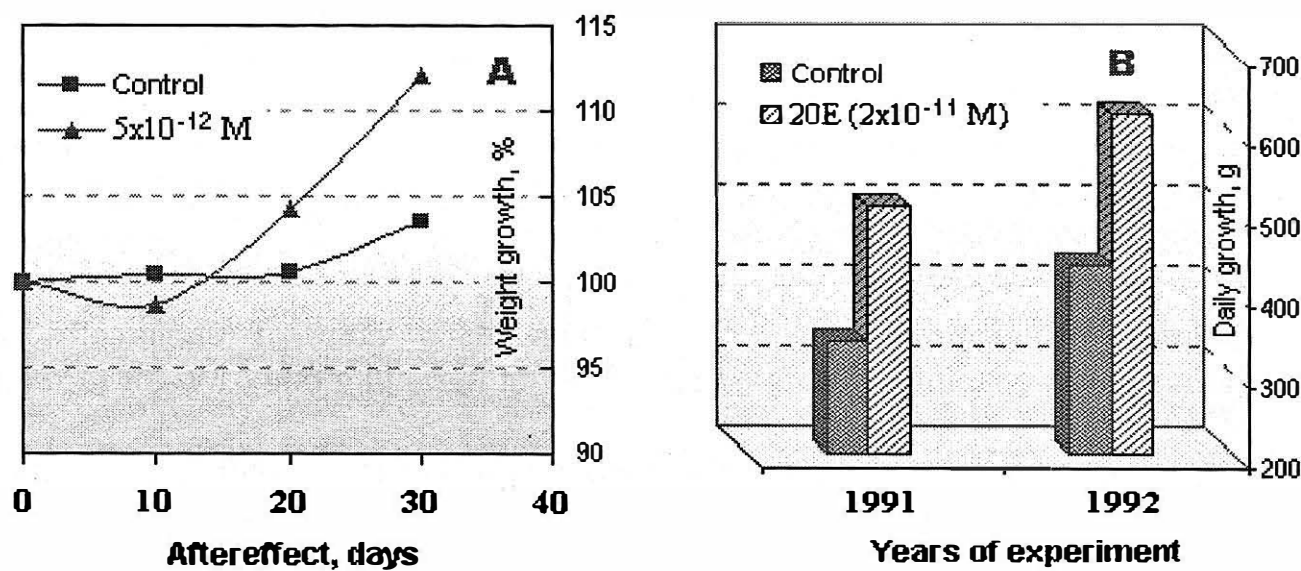 A
Control
5x10⁻¹² M
Weight growth, %
115
110
105
100
95
90
0 10 20 30 40
Aftereffect, days
B
Control
20E (2x10⁻¹¹ M)
Daily growth, g
700
600
500
400
300
200
1991 1992
Years of experiment